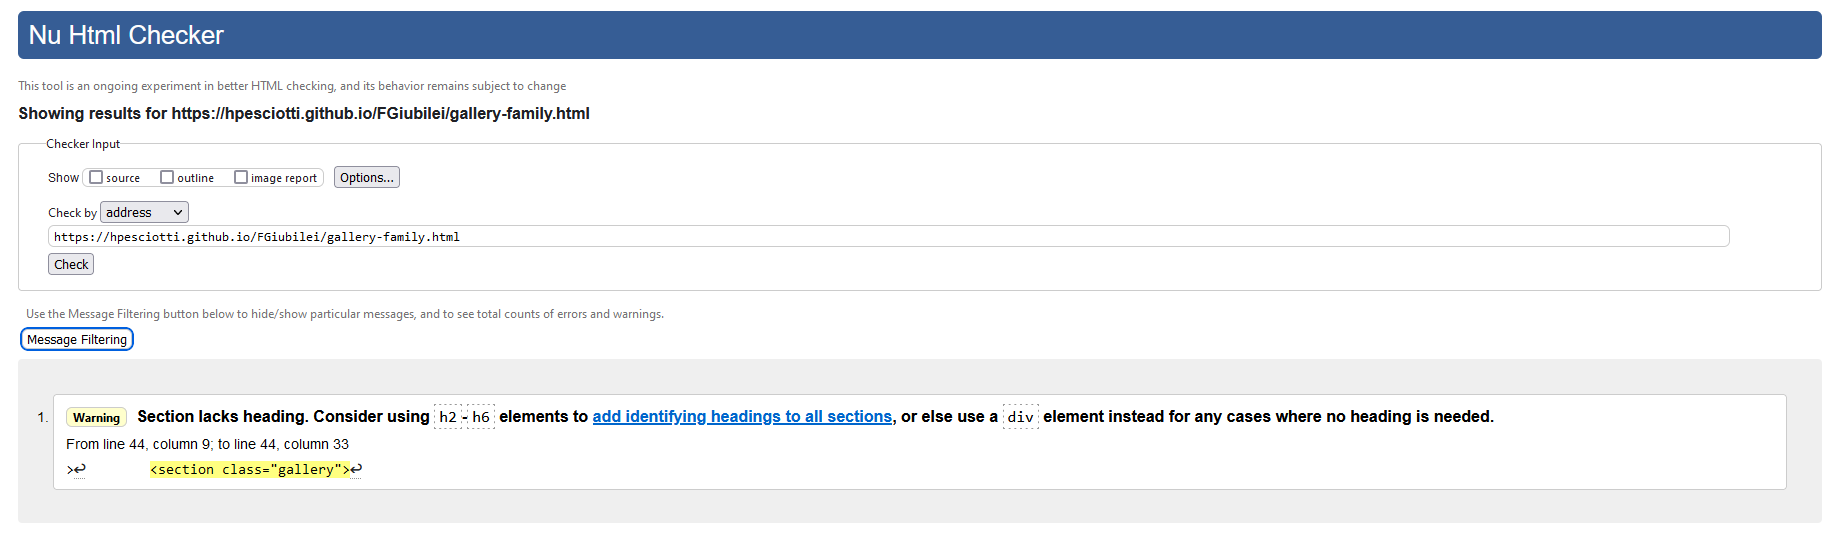 Nu Html Checker
This tool is an ongoing experiment in better HTML checking, and its behavior remains subject to change
Showing results for https://hpesciotti.github.io/FGiubilei/gallery-family.html
Checker Input
Show source outline image report Options...
Check by address
https://hpesciotti.github.io/FGiubilei/gallery-family.html
Check
Use the Message Filtering button below to hide/show particular messages, and to see total counts of errors and warnings.
Message Filtering
1. Warning Section lacks heading. Consider using h2-h6 elements to add identifying headings to all sections, or else use a div element instead for any cases where no heading is needed.
From line 44, column 9; to line 44, column 33
>↩ <section class="gallery">↩